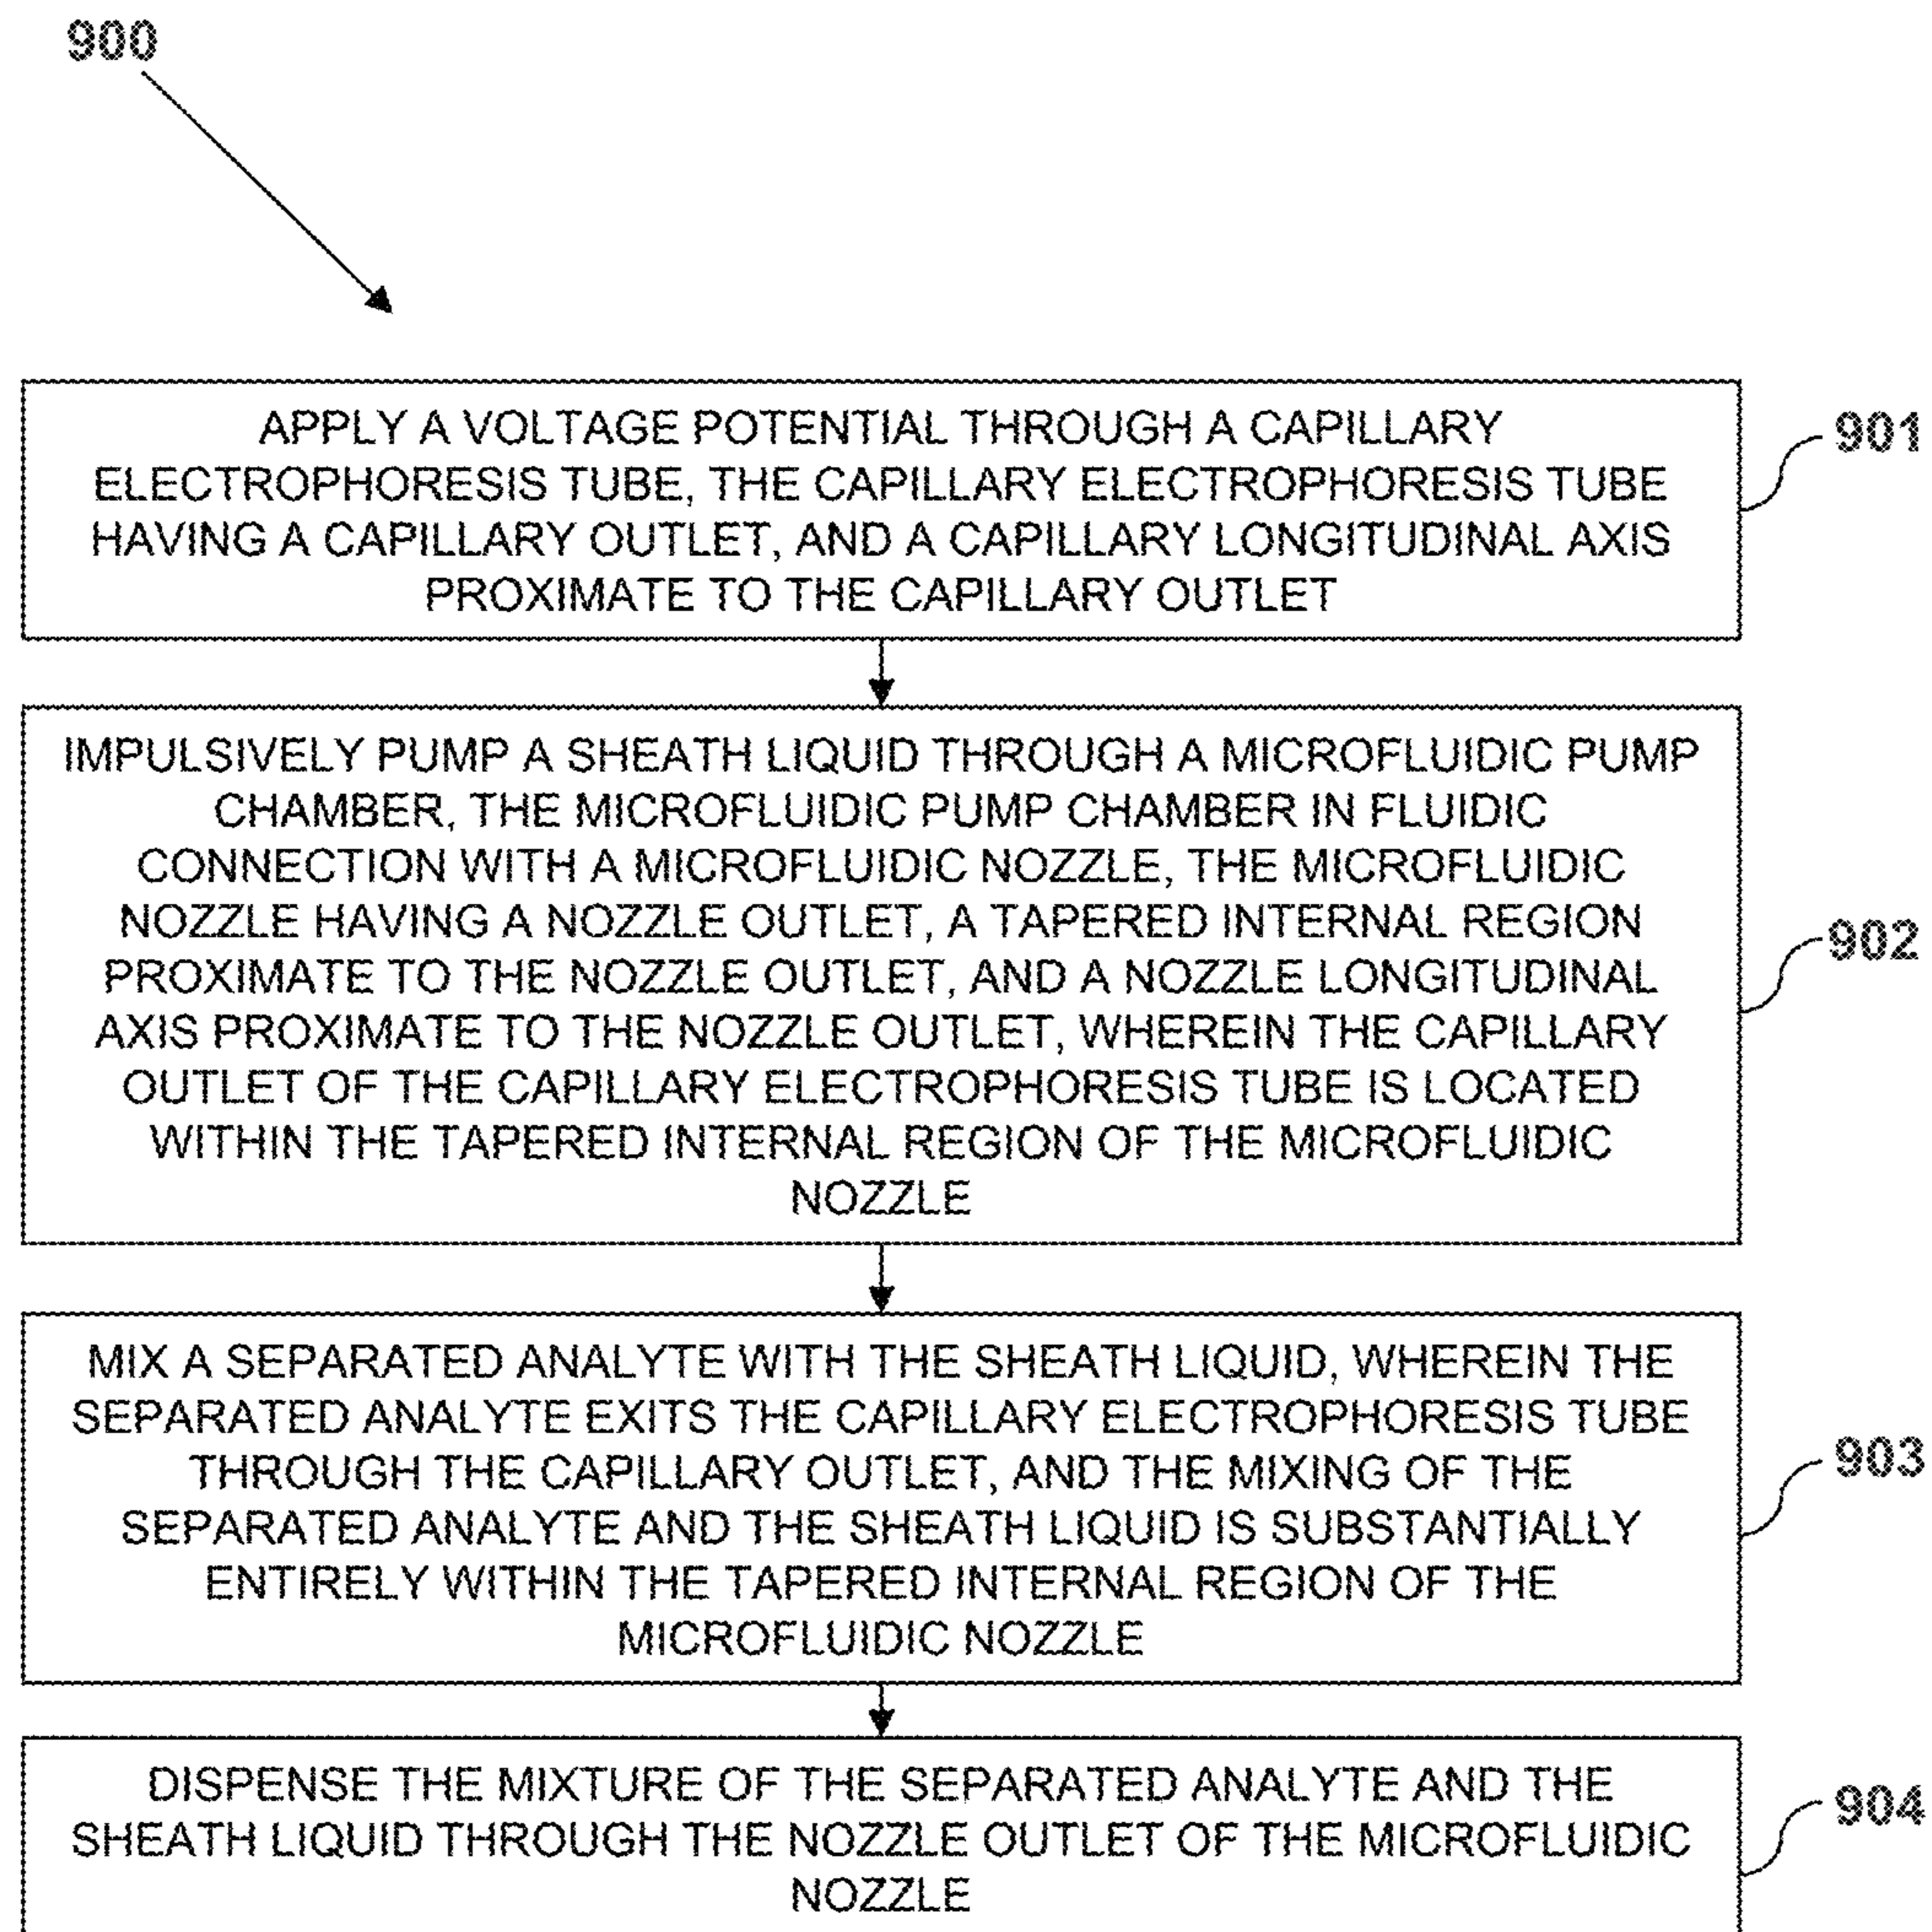 900
APPLY A VOLTAGE POTENTIAL THROUGH A CAPILLARY
ELECTROPHORESIS TUBE, THE CAPILLARY ELECTROPHORESIS TUBE
HAVING A CAPILLARY OUTLET, AND A CAPILLARY LONGITUDINAL AXIS
PROXIMATE TO THE CAPILLARY OUTLET
901
IMPULSIVELY PUMP A SHEATH LIQUID THROUGH A MICROFLUIDIC PUMP
CHAMBER, THE MICROFLUIDIC PUMP CHAMBER IN FLUIDIC
CONNECTION WITH A MICROFLUIDIC NOZZLE, THE MICROFLUIDIC
NOZZLE HAVING A NOZZLE OUTLET, A TAPERED INTERNAL REGION
PROXIMATE TO THE NOZZLE OUTLET, AND A NOZZLE LONGITUDINAL
AXIS PROXIMATE TO THE NOZZLE OUTLET, WHEREIN THE CAPILLARY
OUTLET OF THE CAPILLARY ELECTROPHORESIS TUBE IS LOCATED
WITHIN THE TAPERED INTERNAL REGION OF THE MICROFLUIDIC
NOZZLE
902
MIX A SEPARATED ANALYTE WITH THE SHEATH LIQUID, WHEREIN THE
SEPARATED ANALYTE EXITS THE CAPILLARY ELECTROPHORESIS TUBE
THROUGH THE CAPILLARY OUTLET, AND THE MIXING OF THE
SEPARATED ANALYTE AND THE SHEATH LIQUID IS SUBSTANTIALLY
ENTIRELY WITHIN THE TAPERED INTERNAL REGION OF THE
MICROFLUIDIC NOZZLE
903
DISPENSE THE MIXTURE OF THE SEPARATED ANALYTE AND THE
SHEATH LIQUID THROUGH THE NOZZLE OUTLET OF THE MICROFLUIDIC
NOZZLE
904